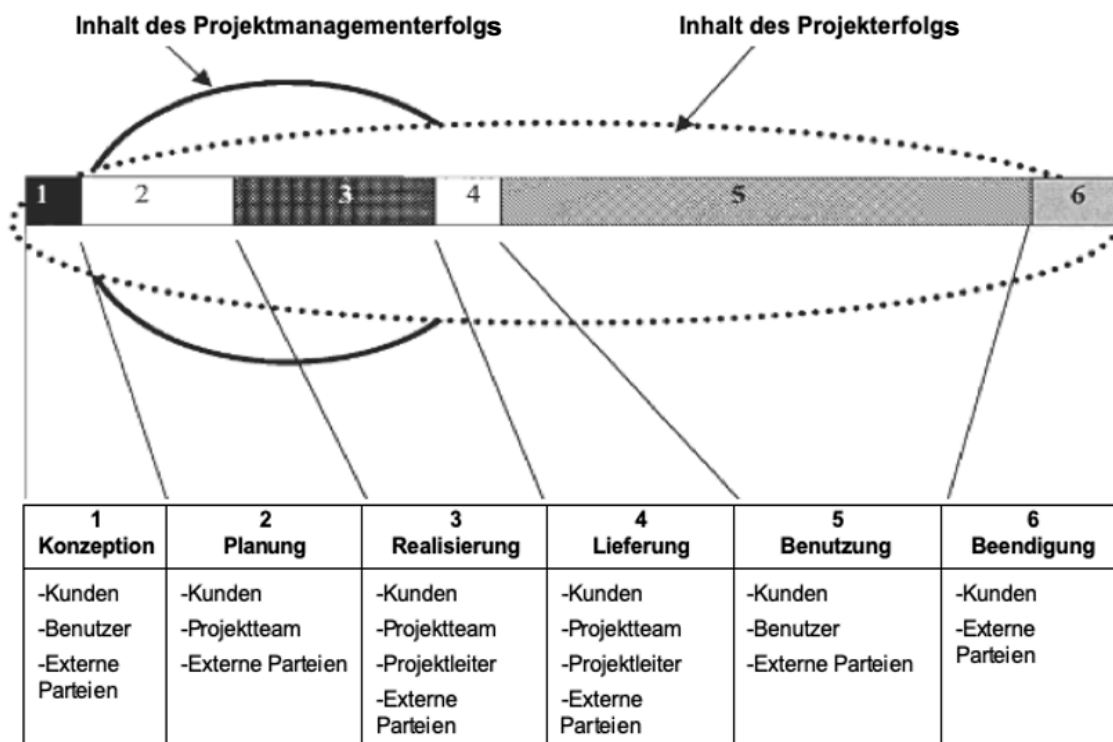 Inhalt des Projektmanagementerfolgs
Inhalt des Projekterfolgs
1
2
3
4
5
6
1
Konzeption
2
Planung
3
Realisierung
4
Lieferung
5
Benutzung
6
Beendigung
-Kunden
-Benutzer
-Externe
Parteien
-Kunden
-Projektteam
-Externe Parteien
-Kunden
-Projektteam
-Projektleiter
-Externe
Parteien
-Kunden
-Projektteam
-Projektleiter
-Externe
Parteien
-Kunden
-Benutzer
-Externe Parteien
-Kunden
-Externe
Parteien